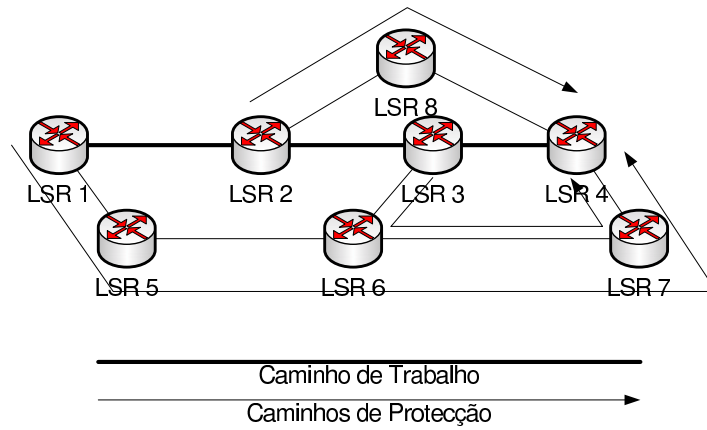 LSR 8
LSR 1
LSR 2
LSR 3
LSR 4
LSR 5
LSR 6
LSR 7
Caminho de Trabalho
Caminhos de Protecção